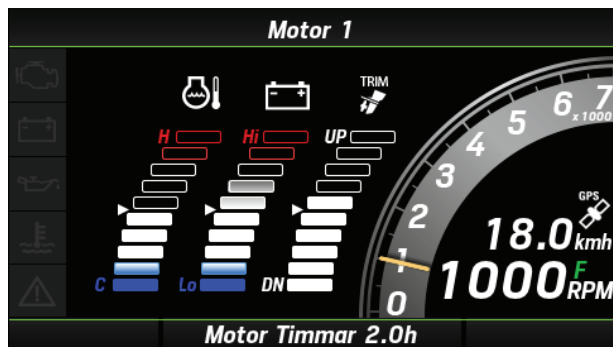 Motor 1
TRIM
H
Hi
UP
7
6
x 1000
5
4
3
2
1
0
GPS
18.0 kmh
F
1000 RPM
C
Lo
DN
Motor Timmar 2.0h